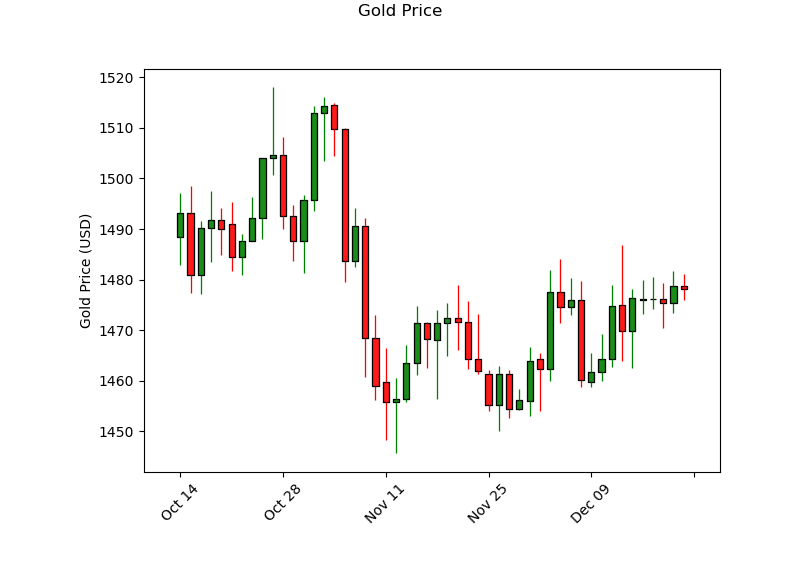 Gold Price
1520
1510
1500
1490
1480
1470
1460
1450
Gold Price (USD)
Oct 14
Oct 28
Nov 11
Nov 25
Dec 09